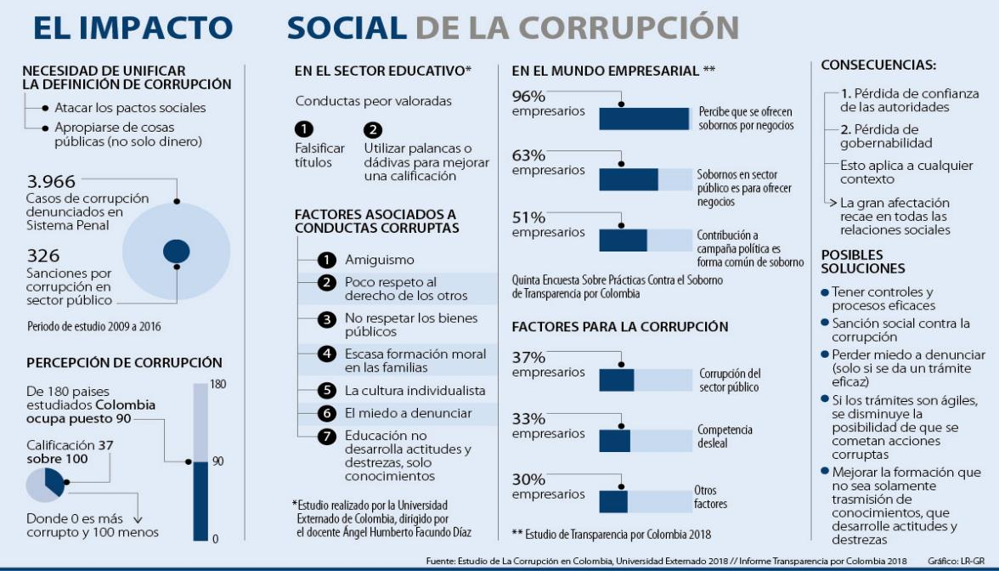 EL IMPACTO SOCIAL DE LA CORRUPCIÓN
NECESIDAD DE UNIFICAR
LA DEFINICIÓN DE CORRUPCIÓN
Atacar los pactos sociales
Apropiarse de cosas
públicas (no solo dinero)
3.966
Casos de corrupción
denunciados en
Sistema Penal
326
Sanciones por
corrupción en
sector público
Periodo de estudio 2009 a 2016
PERCEPCIÓN DE CORRUPCIÓN
De 180 paises
estudiados Colombia
ocupa puesto 90
Calificación 37
sobre 100
Donde 0 es más
corrupto y 100 menos
180
90
0
EN EL SECTOR EDUCATIVO*
Conductas peor valoradas
1
Falsificar
títulos
2
Utilizar palancas o
dádivas para mejorar
una calificación
FACTORES ASOCIADOS A
CONDUCTAS CORRUPTAS
1 Amiguismo
2 Poco respeto al
derecho de los otros
3 No respetar los bienes
públicos
4 Escasa formación moral
en las familias
5 La cultura individualista
6 El miedo a denunciar
7 Educación no
desarrolla actitudes y
destrezas, solo
conocimientos
*Estudio realizado por la Universidad
Externado de Colombia, dirigido por
el docente Ángel Humberto Facundo Díaz
EN EL MUNDO EMPRESARIAL **
96%
empresarios
Percibe que se ofrecen
sobornos por negocios
63%
empresarios
Sobornos en sector
público es para ofrecer
negocios
51%
empresarios
Contribución a
campaña política es
forma común de soborno
Quinta Encuesta Sobre Prácticas Contra el Soborno
de Transparencia por Colombia
FACTORES PARA LA CORRUPCIÓN
37%
empresarios
Corrupción del
sector público
33%
empresarios
Competencia
desleal
30%
empresarios
Otros
factores
** Estudio de Transparencia por Colombia 2018
CONSECUENCIAS:
1. Pérdida de confianza
de las autoridades
2. Pérdida de
gobernabilidad
Esto aplica a cualquier
contexto
La gran afectación
recae en todas las
relaciones sociales
POSIBLES
SOLUCIONES
Tener controles y
procesos eficaces
Sanción social contra la
corrupción
Perder miedo a denunciar
(solo si se da un trámite
eficaz)
Si los trámites son ágiles,
se disminuye la
posibilidad de que se
cometan acciones
corruptas
Mejorar la formación que
no sea solamente
trasmisión de
conocimientos, que
desarrolle actitudes y
destrezas
Fuente: Estudio de La Corrupción en Colombia, Universidad Externado 2018 // Informe Transparencia por Colombia 2018 Gráfico: LR-GR